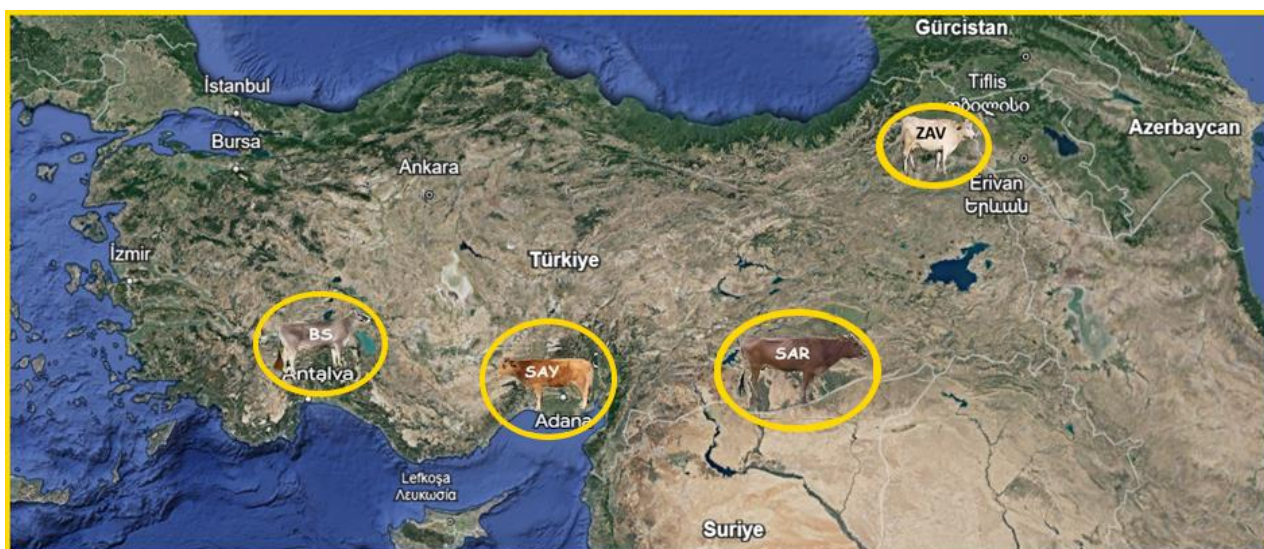 Gürcistan
Tiflis
თბილისი
İstanbul
Bursa
Azerbaycan
ZAV
Ankara
Erivan
Երևան
İzmir
Türkiye
BS
Antalya
SAY
SAR
Adana
Lefkoşa
Λευκωσία
Suriye